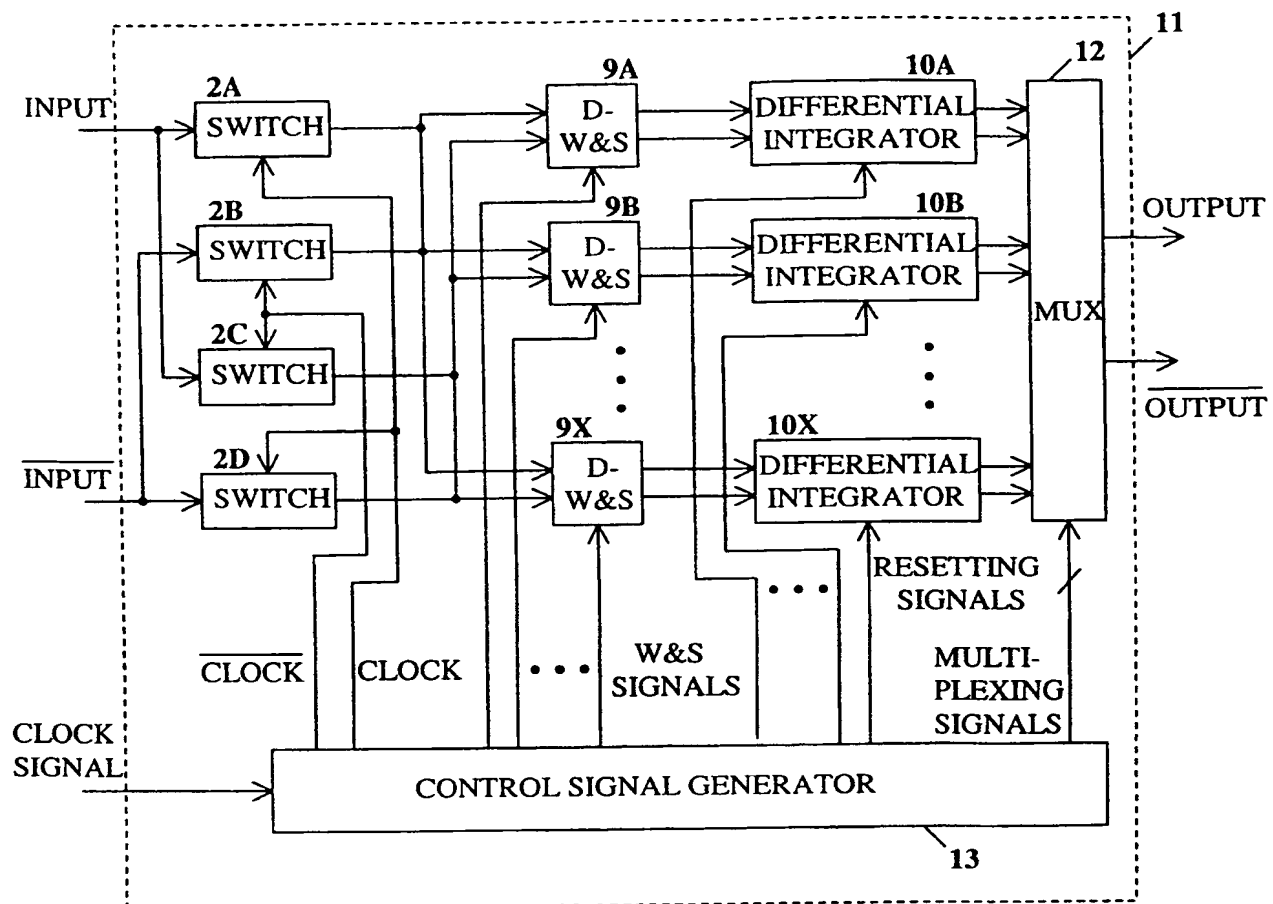 11
12
9A
10A
2A
INPUT
SWITCH
D-
W&S
DIFFERENTIAL
INTEGRATOR
2B
SWITCH
9B
D-
W&S
10B
DIFFERENTIAL
INTEGRATOR
OUTPUT
MUX
2C
SWITCH
OUTPUT
9X
D-
W&S
10X
DIFFERENTIAL
INTEGRATOR
2D
INPUT
SWITCH
RESETTING
SIGNALS
CLOCK
CLOCK
W&S
SIGNALS
MULTI-
PLEXING
SIGNALS
CLOCK
SIGNAL
CONTROL SIGNAL GENERATOR
13